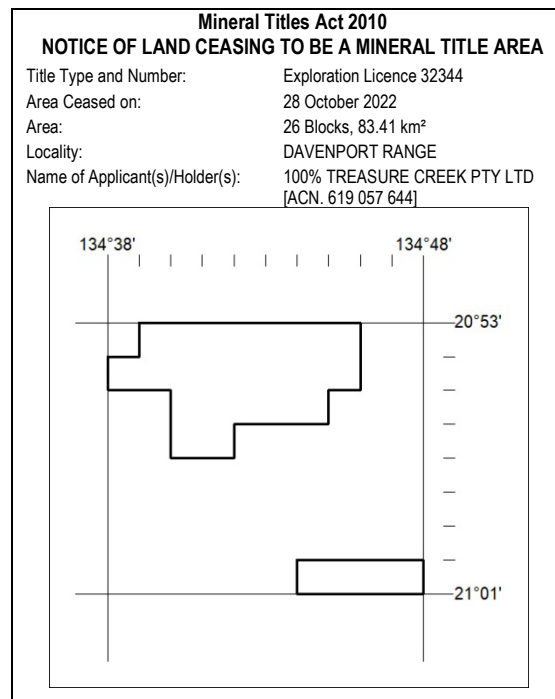 Mineral Titles Act 2010
NOTICE OF LAND CEASING TO BE A MINERAL TITLE AREA
Title Type and Number: Exploration Licence 32344
Area Ceased on: 28 October 2022
Area: 26 Blocks, 83.41 km²
Locality: DAVENPORT RANGE
Name of Applicant(s)/Holder(s): 100% TREASURE CREEK PTY LTD
[ACN. 619 057 644]
134°38' 134°48'
20°53'
21°01'